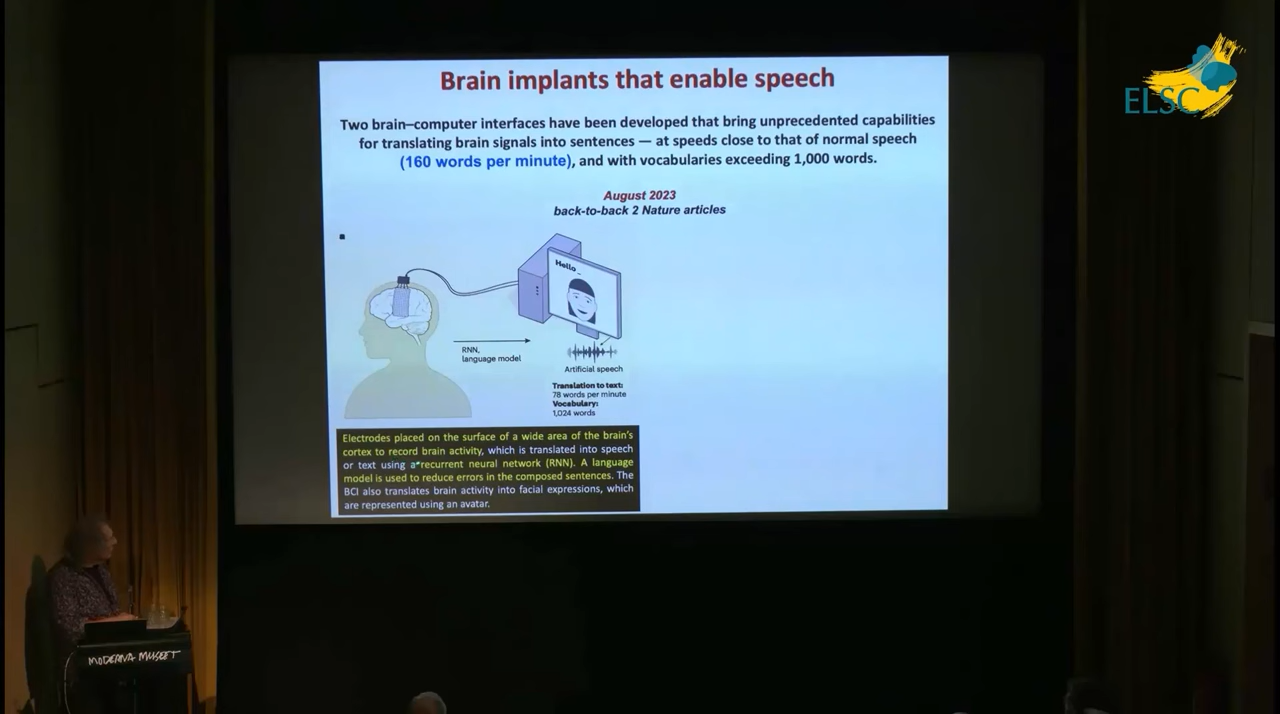 ELSC
Brain implants that enable speech
Two brain–computer interfaces have been developed that bring unprecedented capabilities
for translating brain signals into sentences — at speeds close to that of normal speech
(160 words per minute), and with vocabularies exceeding 1,000 words.
August 2023
back-to-back 2 Nature articles
Hello
RNN,
language model
Artificial speech
Translation to text:
78 words per minute
Vocabulary:
1,024 words
Electrodes placed on the surface of a wide area of the brain's
cortex to record brain activity, which is translated into speech
or text using a recurrent neural network (RNN). A language
model is used to reduce errors in the composed sentences. The
BCI also translates brain activity into facial expressions, which
are represented using an avatar.
MODERNA MUSEET